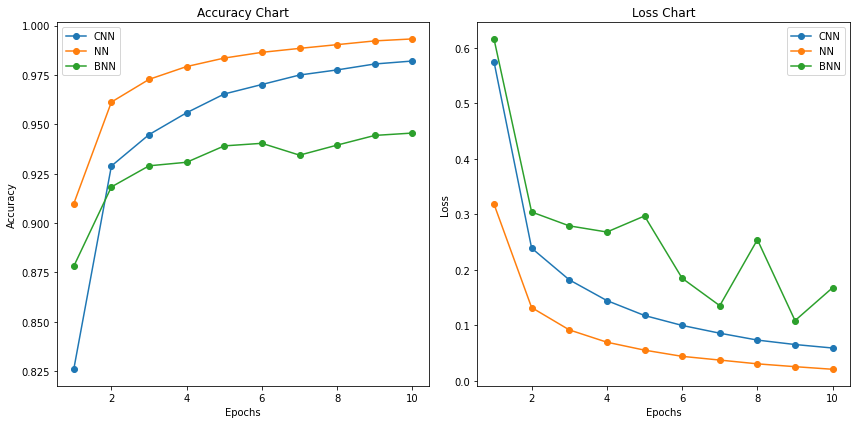 Accuracy Chart
CNN
NN
BNN
1.000
0.975
0.950
0.925
0.900
0.875
0.850
0.825
Accuracy
2 4 6 8 10
Epochs
Loss Chart
CNN
NN
BNN
0.6
0.5
0.4
0.3
0.2
0.1
0.0
Loss
2 4 6 8 10
Epochs